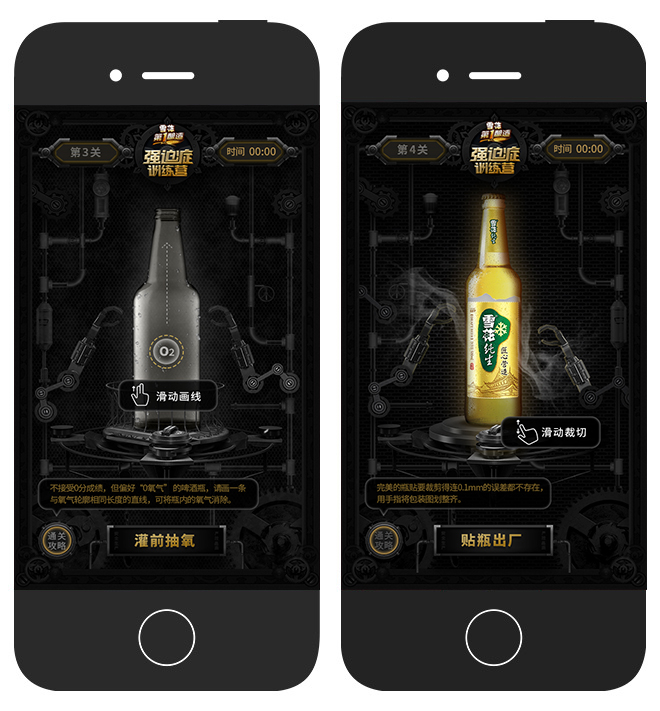 雪花
第1酿造
强迫症
训练营
第3关
时间 00:00
O2
滑动画线
不接受0分成绩，但偏好“0氧气”的啤酒瓶，请画一条
与氧气轮廓相同长度的直线，可将瓶内的氧气消除。
通关
攻略
灌前抽氧
雪花
第1酿造
强迫症
训练营
第4关
时间 00:00
雪花纯生
匠心营造
滑动裁切
完美的瓶贴要裁剪得连0.1mm的误差都不存在，
用手指将包装图划整齐。
通关
攻略
贴瓶出厂